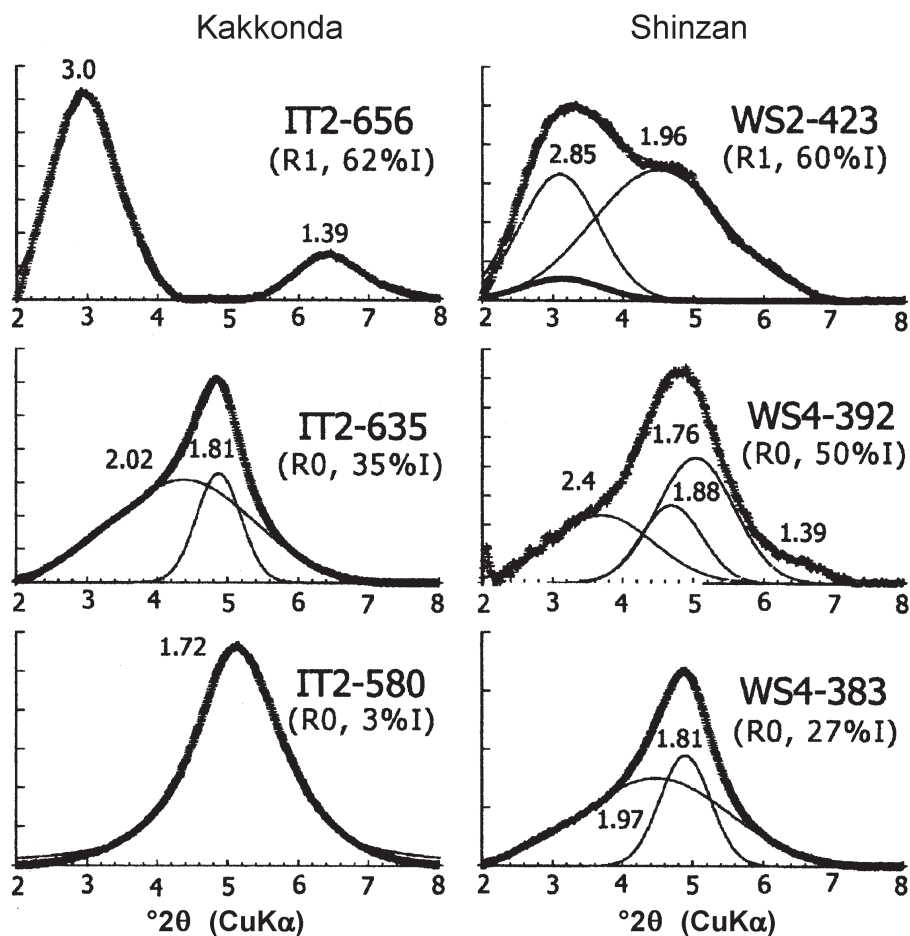 Kakkonda
Shinzan
3.0
IT2-656
(R1, 62%I)
1.39
2 3 4 5 6 7 8
1.96
2.85
WS2-423
(R1, 60%I)
2 3 4 5 6 7 8
IT2-635
(R0, 35%I)
2.02
1.81
2 3 4 5 6 7 8
WS4-392
(R0, 50%I)
1.76
2.4
1.88
1.39
2 3 4 5 6 7 8
1.72
IT2-580
(R0, 3%I)
2 3 4 5 6 7 8
°2θ (CuKα)
WS4-383
(R0, 27%I)
1.81
1.97
2 3 4 5 6 7 8
°2θ (CuKα)